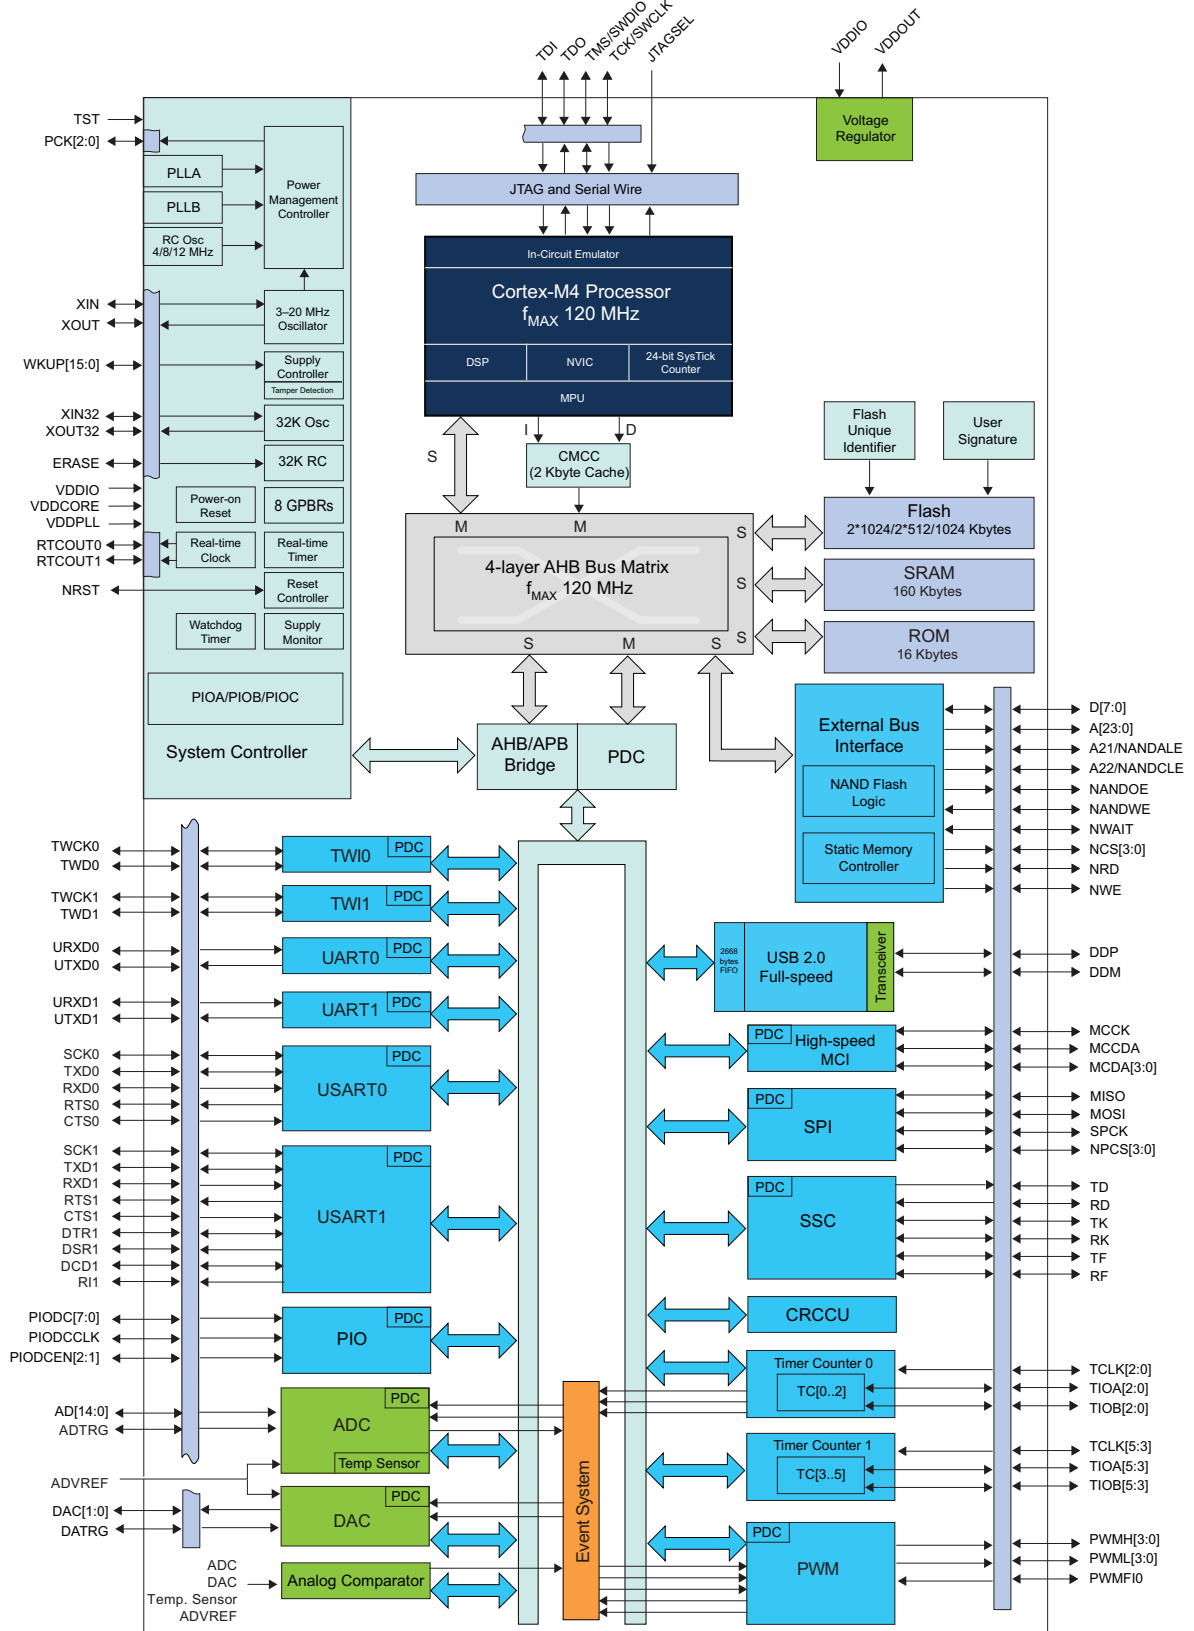 TDI
TDO
TMS/SWDIO
TCK/SWCLK
JTAGSEL
VDDIO
VDDOUT
TST
PCK[2:0]
PLLA
PLLB
RC Osc
4/8/12 MHz
Power
Management
Controller
Voltage
Regulator
JTAG and Serial Wire
In-Circuit Emulator
Cortex-M4 Processor
fMAX 120 MHz
DSP
NVIC
24-bit SysTick
Counter
MPU
XIN
XOUT
3–20 MHz
Oscillator
WKUP[15:0]
Supply
Controller
Tamper Detection
XIN32
XOUT32
32K Osc
ERASE
32K RC
VDDIO
VDDCORE
VDDPLL
Power-on
Reset
8 GPBRs
RTCOUT0
RTCOUT1
Real-time
Clock
Real-time
Timer
NRST
Reset
Controller
Watchdog
Timer
Supply
Monitor
PIOA/PIOB/PIOC
System Controller
S
I
D
CMCC
(2 Kbyte Cache)
Flash
Unique
Identifier
User
Signature
M
M
S
4-layer AHB Bus Matrix
fMAX 120 MHz
S
S
S
M
S
Flash
2*1024/2*512/1024 Kbytes
SRAM
160 Kbytes
ROM
16 Kbytes
AHB/APB
Bridge
PDC
External Bus
Interface
NAND Flash
Logic
Static Memory
Controller
D[7:0]
A[23:0]
A21/NANDALE
A22/NANDCLE
NANDOE
NANDWE
NWAIT
NCS[3:0]
NRD
NWE
TWCK0
TWD0
TWI0
PDC
TWCK1
TWD1
TWI1
PDC
URXD0
UTXD0
UART0
PDC
URXD1
UTXD1
UART1
PDC
SCK0
TXD0
RXD0
RTS0
CTS0
USART0
PDC
SCK1
TXD1
RXD1
RTS1
CTS1
DTR1
DSR1
DCD1
RI1
USART1
PDC
PIODC[7:0]
PIODCCLK
PIODCEN[2:1]
PIO
PDC
AD[14:0]
ADTRG
ADC
PDC
Temp Sensor
ADVREF
DAC[1:0]
DATRG
DAC
PDC
ADC
DAC
Temp. Sensor
ADVREF
Analog Comparator
Event System
2668
bytes
FIFO
USB 2.0
Full-speed
Transceiver
DDP
DDM
PDC
High-speed
MCI
MCCK
MCCDA
MCDA[3:0]
PDC
SPI
MISO
MOSI
SPCK
NPCS[3:0]
PDC
SSC
TD
RD
TK
RK
TF
RF
CRCCU
Timer Counter 0
TC[0..2]
TCLK[2:0]
TIOA[2:0]
TIOB[2:0]
Timer Counter 1
TC[3..5]
TCLK[5:3]
TIOA[5:3]
TIOB[5:3]
PDC
PWM
PWMH[3:0]
PWML[3:0]
PWMFI0